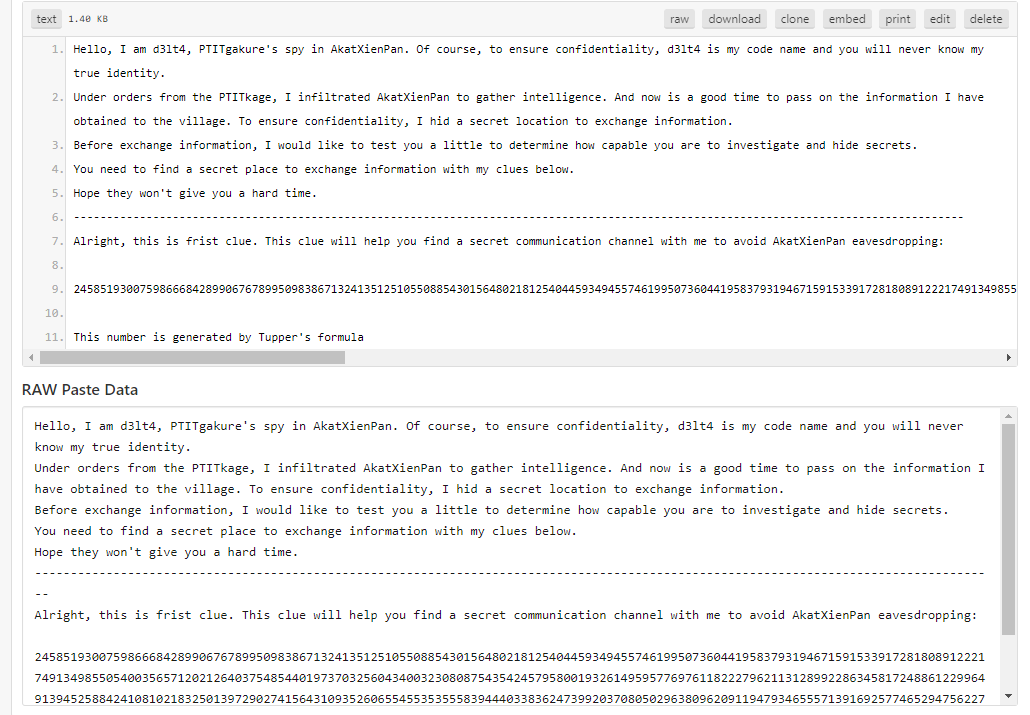 text 1.40 KB raw download clone embed print edit delete
1. Hello, I am d3lt4, PTITgakure's spy in AkatXienPan. Of course, to ensure confidentiality, d3lt4 is my code name and you will never know my
true identity.
2. Under orders from the PTITkage, I infiltrated AkatXienPan to gather intelligence. And now is a good time to pass on the information I have
obtained to the village. To ensure confidentiality, I hid a secret location to exchange information.
3. Before exchange information, I would like to test you a little to determine how capable you are to investigate and hide secrets.
4. You need to find a secret place to exchange information with my clues below.
5. Hope they won't give you a hard time.
6. ---------------------------------------------------------------------------------------------------------------------------------------
7. Alright, this is frist clue. This clue will help you find a secret communication channel with me to avoid AkatXienPan eavesdropping:
8.
9. 2458519300759866684289906767899509838671324135125105508854301564802181254044593494557461995073604419583793194671591533917281808912221749134985​5
10.
11. This number is generated by Tupper's formula
RAW Paste Data
Hello, I am d3lt4, PTITgakure's spy in AkatXienPan. Of course, to ensure confidentiality, d3lt4 is my code name and you will never
know my true identity.
Under orders from the PTITkage, I infiltrated AkatXienPan to gather intelligence. And now is a good time to pass on the information I
have obtained to the village. To ensure confidentiality, I hid a secret location to exchange information.
Before exchange information, I would like to test you a little to determine how capable you are to investigate and hide secrets.
You need to find a secret place to exchange information with my clues below.
Hope they won't give you a hard time.
-------------------------------------------------------------------------------------------------------------------------------------
--
Alright, this is frist clue. This clue will help you find a secret communication channel with me to avoid AkatXienPan eavesdropping:
2458519300759866684289906767899509838671324135125105508854301564802181254044593494557461995073604419583793194671591533917281808912221
7491349855054003565712021264037548544019737032560434003232080875435424579580019326149595776976118222796211312899228634581724886122​9964
9139452588424108102183250139729027415643109352606554553535558394440338362473992037080502963809620911947934655571391692577465294756227